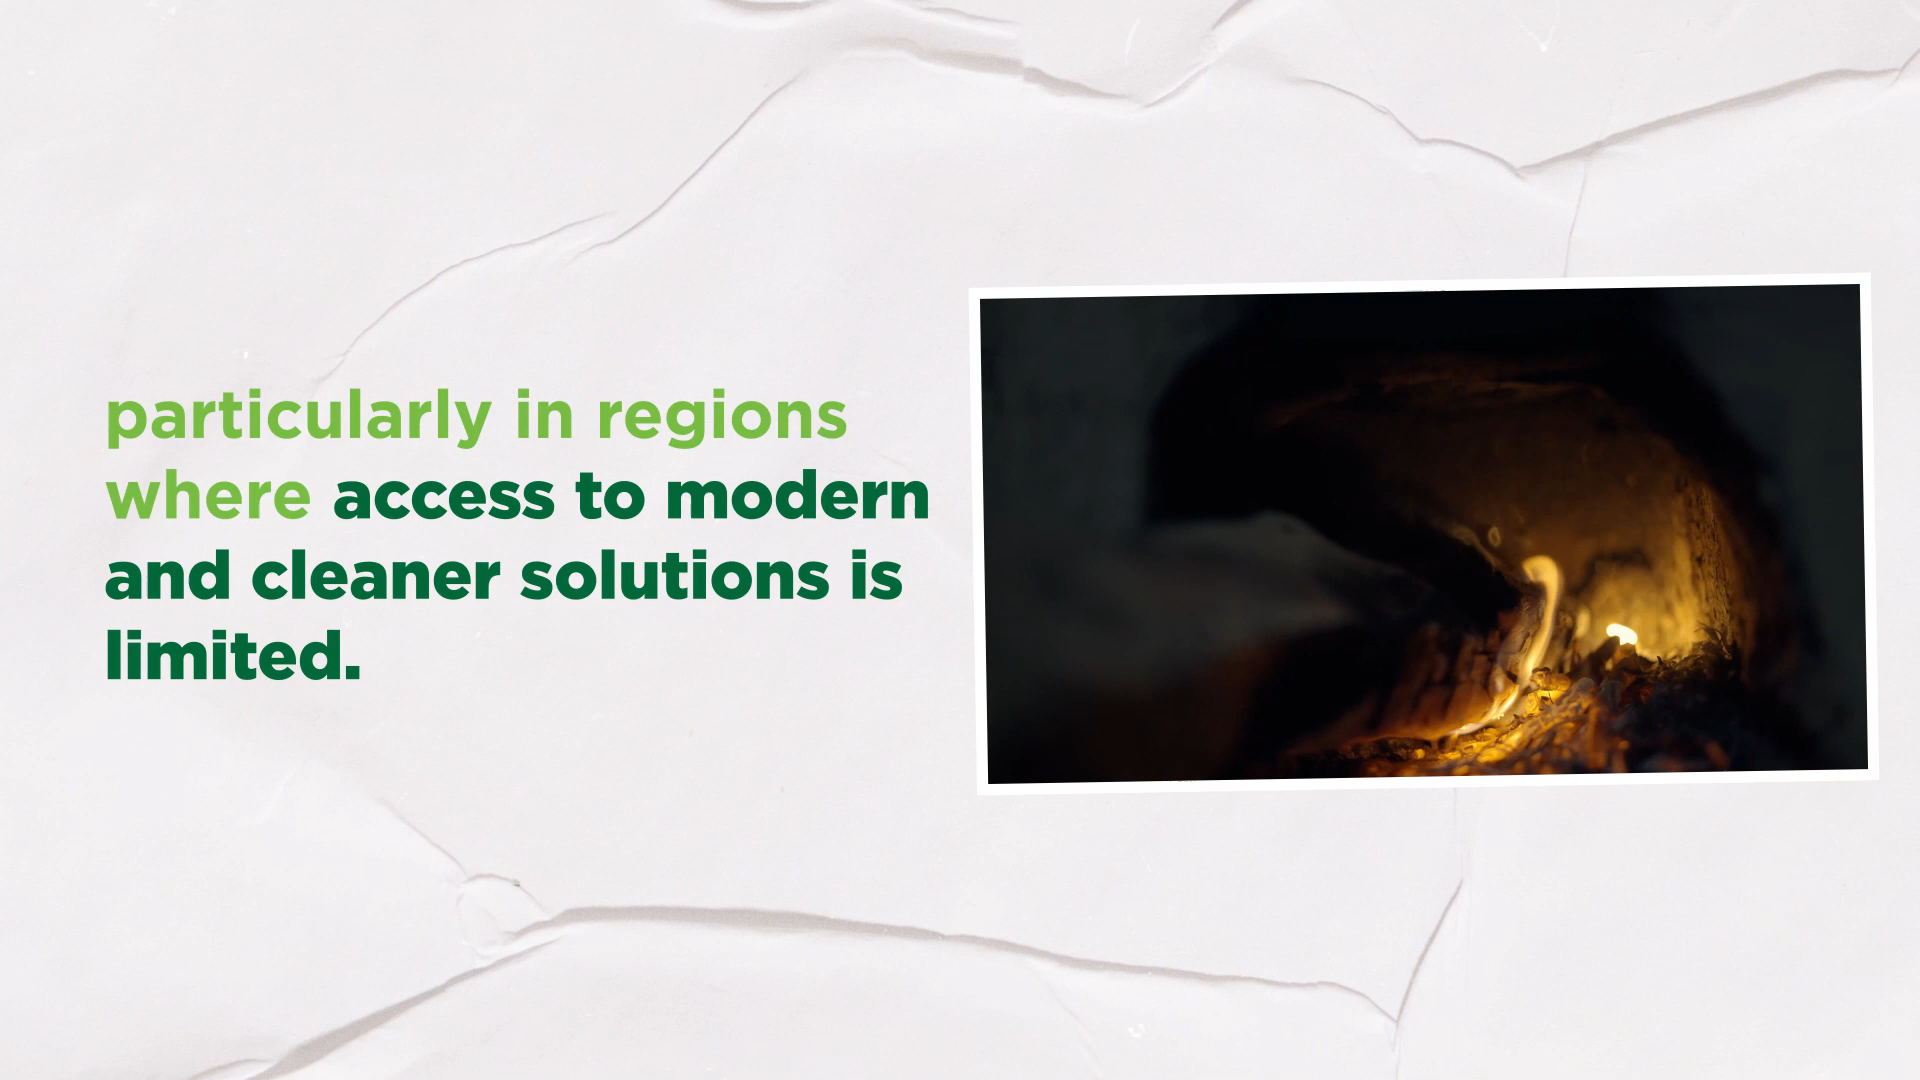 particularly in regions
where access to modern
and cleaner solutions is
limited.